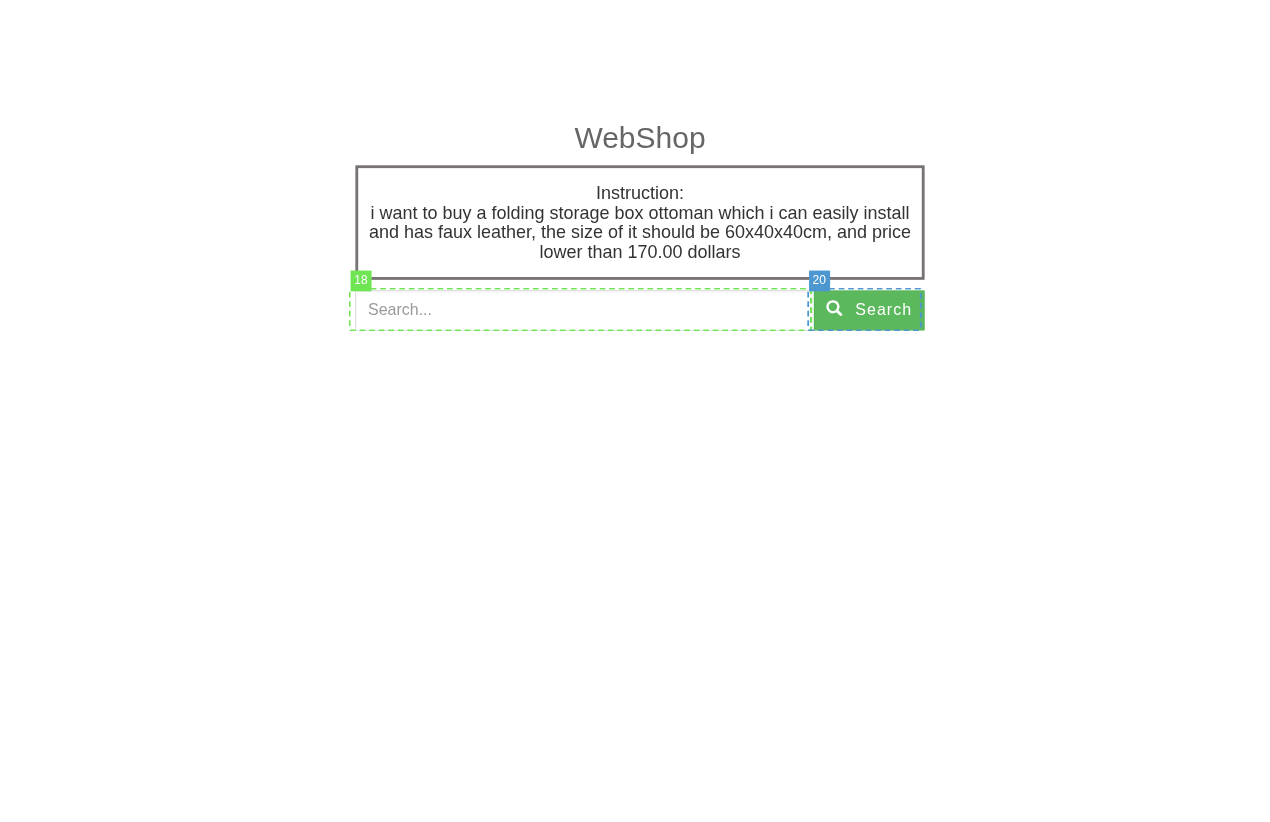 WebShop
Instruction:
i want to buy a folding storage box ottoman which i can easily install
and has faux leather, the size of it should be 60x40x40cm, and price
lower than 170.00 dollars
18
20
Search...
Search